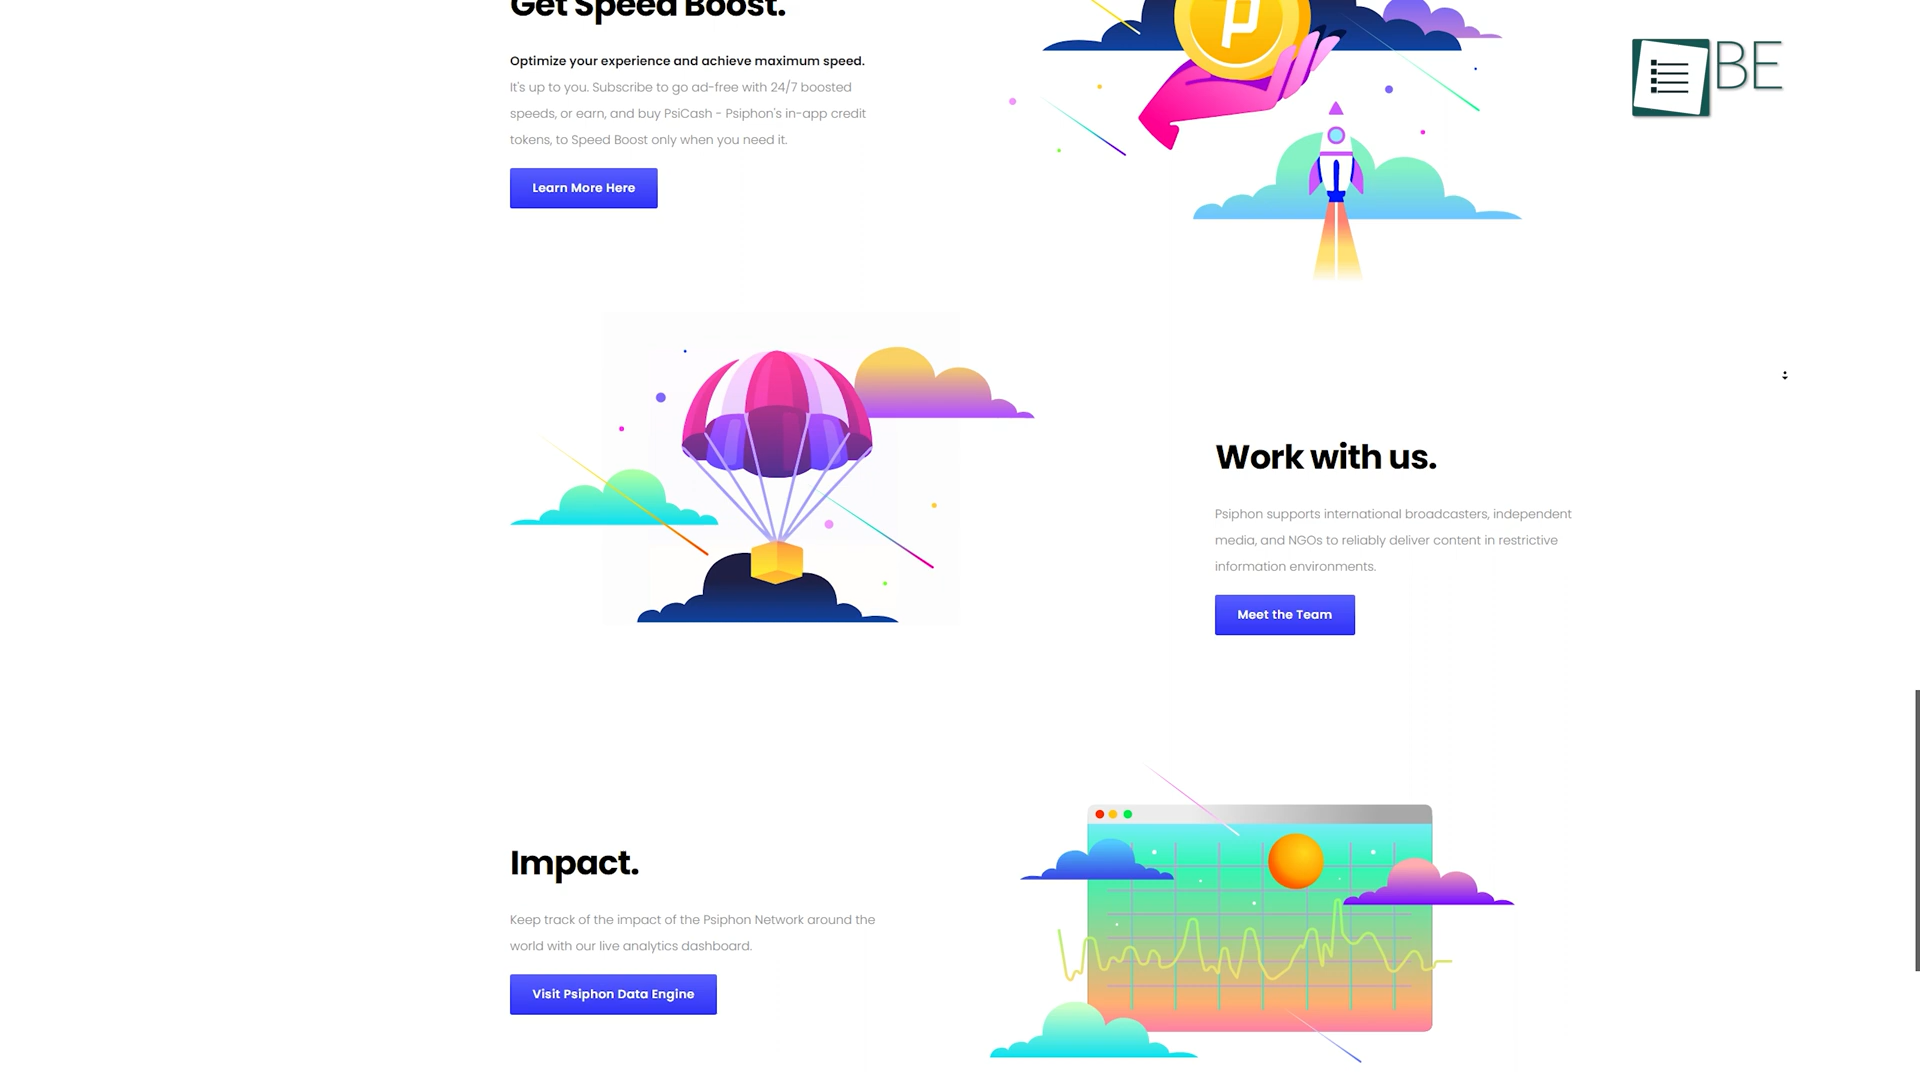 Get Speed Boost.
Optimize your experience and achieve maximum speed.
It's up to you. Subscribe to go ad-free with 24/7 boosted
speeds, or earn, and buy PsiCash - Psiphon's in-app credit
tokens, to Speed Boost only when you need it.
Learn More Here
BE
Work with us.
Psiphon supports international broadcasters, independent
media, and NGOs to reliably deliver content in restrictive
information environments.
Meet the Team
Impact.
Keep track of the impact of the Psiphon Network around the
world with our live analytics dashboard.
Visit Psiphon Data Engine